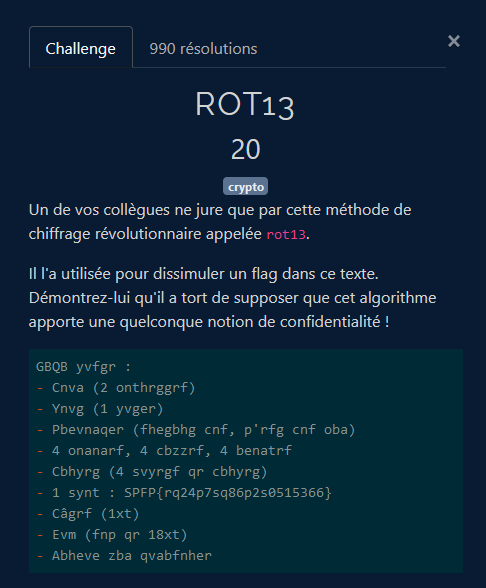 Challenge
990 résolutions
×
ROT13
20
crypto
Un de vos collègues ne jure que par cette méthode de
chiffrage révolutionnaire appelée rot13.
Il l'a utilisée pour dissimuler un flag dans ce texte.
Démontrez-lui qu'il a tort de supposer que cet algorithme
apporte une quelconque notion de confidentialité !
GBQB yvfgr :
- Cnva (2 onthrggrf)
- Ynvg (1 yvger)
- Pbevnaqer (fhegbhg cnf, p'rfg cnf oba)
- 4 onanarf, 4 cbzzrf, 4 benatrf
- Cbhyrg (4 svyrgf qr cbhyrg)
- 1 synt : SPFP{rq24p7sq86p2s0515366}
- Câgrf (1xt)
- Evm (fnp qr 18xt)
- Abheve zba qvabfnher